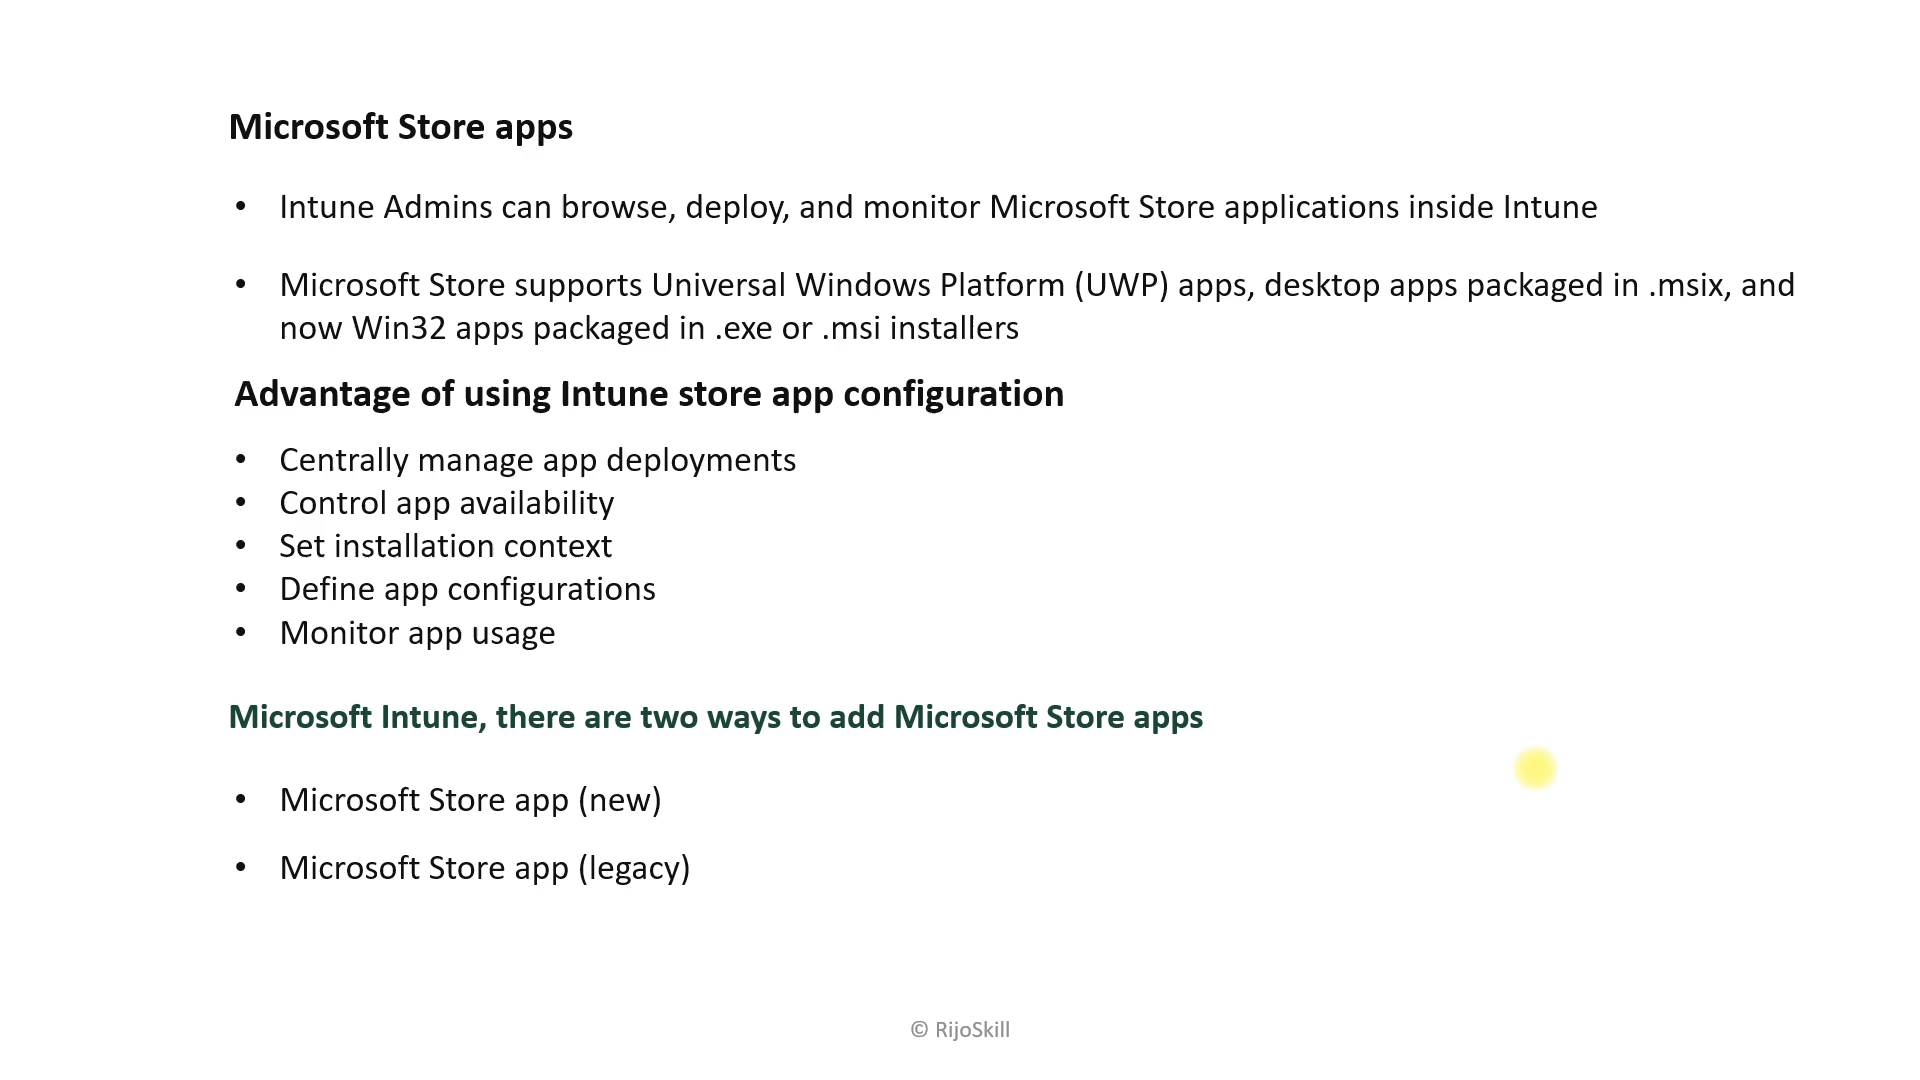 Microsoft Store apps
• Intune Admins can browse, deploy, and monitor Microsoft Store applications inside Intune
• Microsoft Store supports Universal Windows Platform (UWP) apps, desktop apps packaged in .msix, and
now Win32 apps packaged in .exe or .msi installers
Advantage of using Intune store app configuration
• Centrally manage app deployments
• Control app availability
• Set installation context
• Define app configurations
• Monitor app usage
Microsoft Intune, there are two ways to add Microsoft Store apps
• Microsoft Store app (new)
• Microsoft Store app (legacy)
© RijoSkill